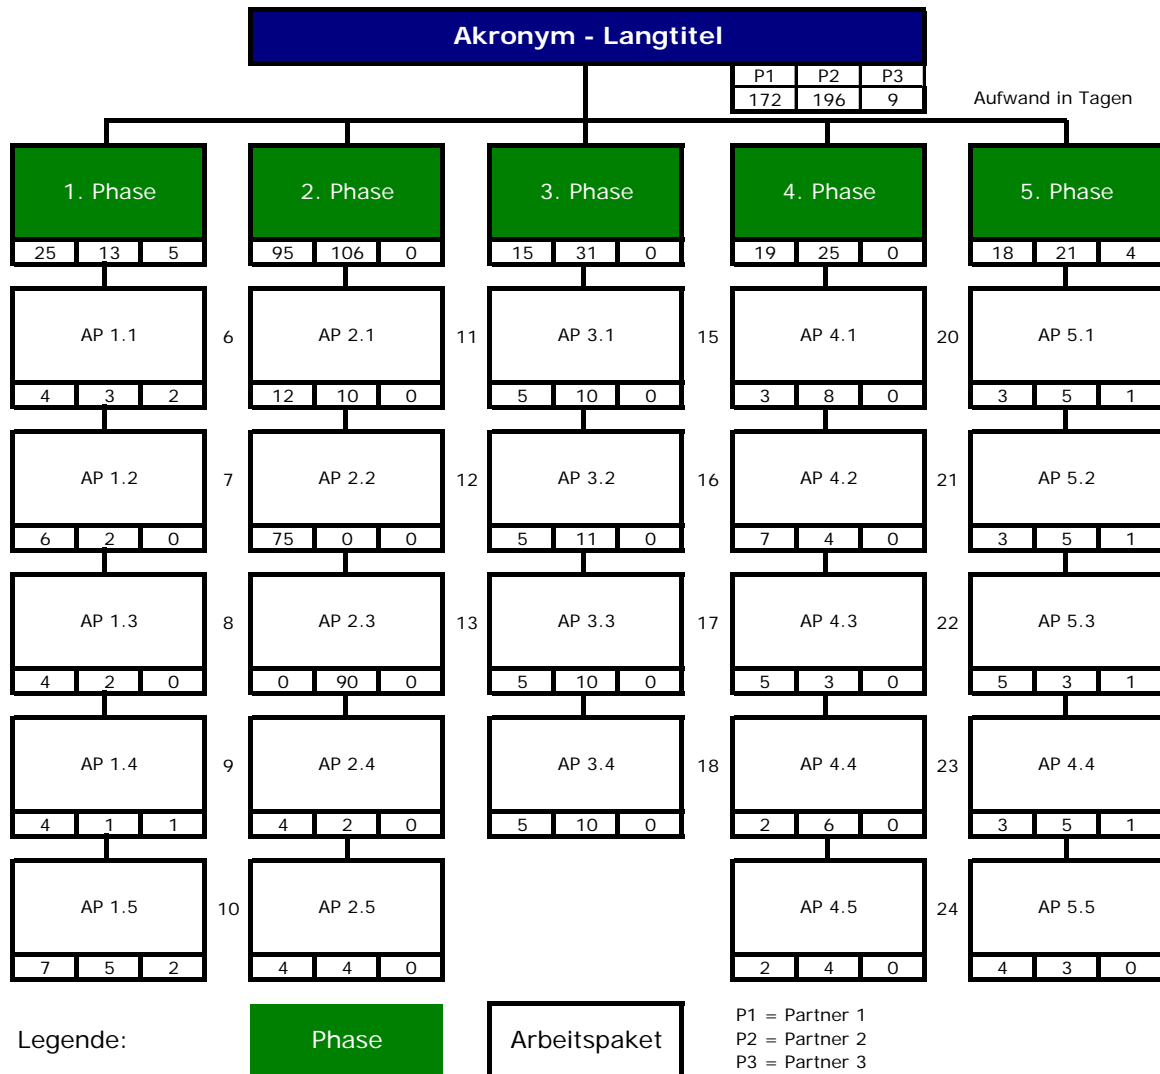 Akronym - Langtitel
P1 P2 P3
172 196 9 Aufwand in Tagen
1. Phase 2. Phase 3. Phase 4. Phase 5. Phase
25 13 5 95 106 0 15 31 0 19 25 0 18 21 4
AP 1.1 6 AP 2.1 11 AP 3.1 15 AP 4.1 20 AP 5.1
4 3 2 12 10 0 5 10 0 3 8 0 3 5 1
AP 1.2 7 AP 2.2 12 AP 3.2 16 AP 4.2 21 AP 5.2
6 2 0 75 0 0 5 11 0 7 4 0 3 5 1
AP 1.3 8 AP 2.3 13 AP 3.3 17 AP 4.3 22 AP 5.3
4 2 0 0 90 0 5 10 0 5 3 0 5 3 1
AP 1.4 9 AP 2.4 AP 3.4 18 AP 4.4 23 AP 4.4
4 1 1 4 2 0 5 10 0 2 6 0 3 5 1
AP 1.5 10 AP 2.5 AP 4.5 24 AP 5.5
7 5 2 4 4 0 2 4 0 4 3 0
Legende: Phase Arbeitspaket
P1 = Partner 1
P2 = Partner 2
P3 = Partner 3